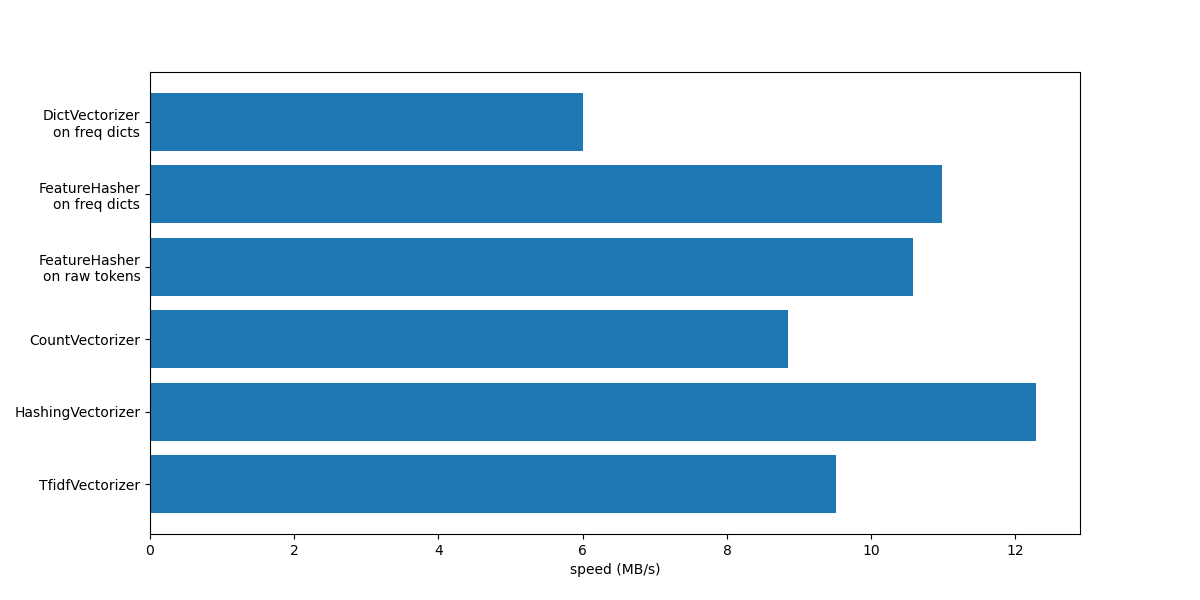 DictVectorizer
on freq dicts
FeatureHasher
on freq dicts
FeatureHasher
on raw tokens
CountVectorizer
HashingVectorizer
TfidfVectorizer
0 2 4 6 8 10 12
speed (MB/s)